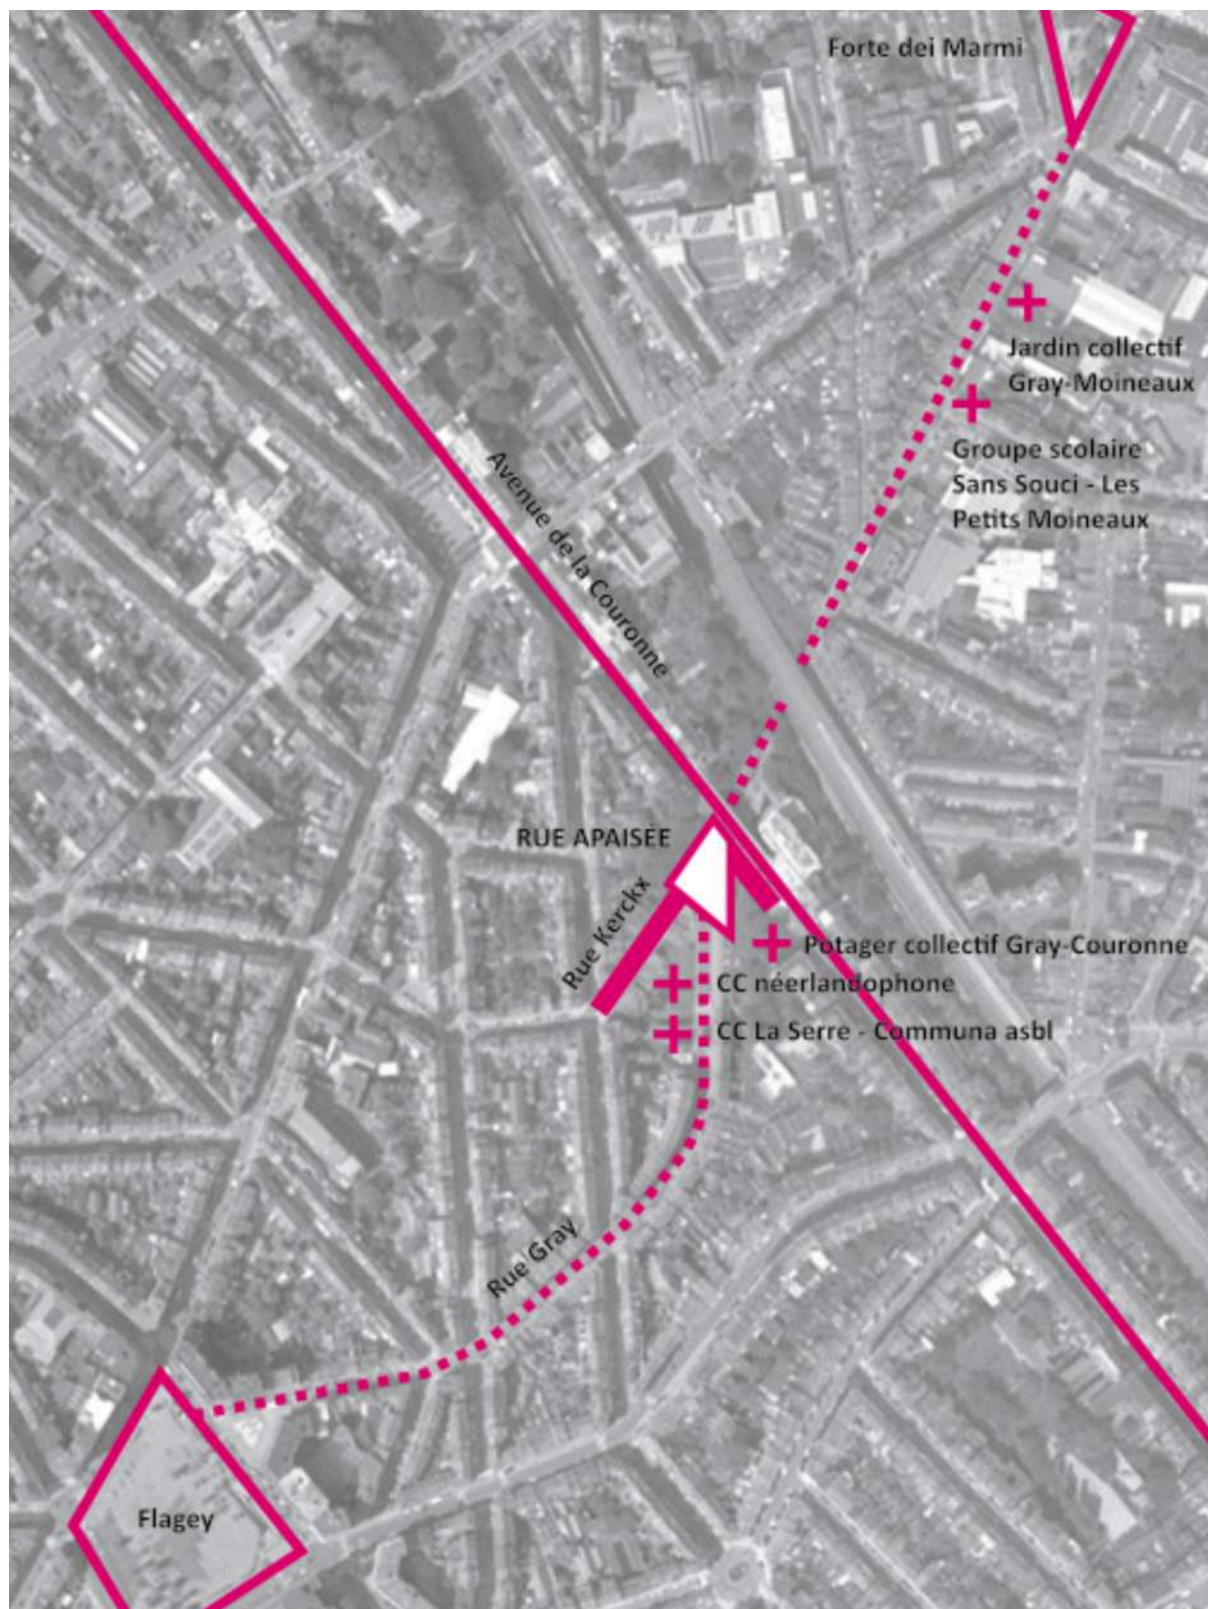 Forte dei Marmi
Jardin collectif
Gray-Moineaux
Groupe scolaire
Sans Souci - Les
Petits Moineaux
Avenue de la Couronne
RUE APAISÉE
Rue Kerckx
Potager collectif Gray-Couronne
CC néerlandophone
CC La Serre - Communa asbl
Rue Gray
Flagey